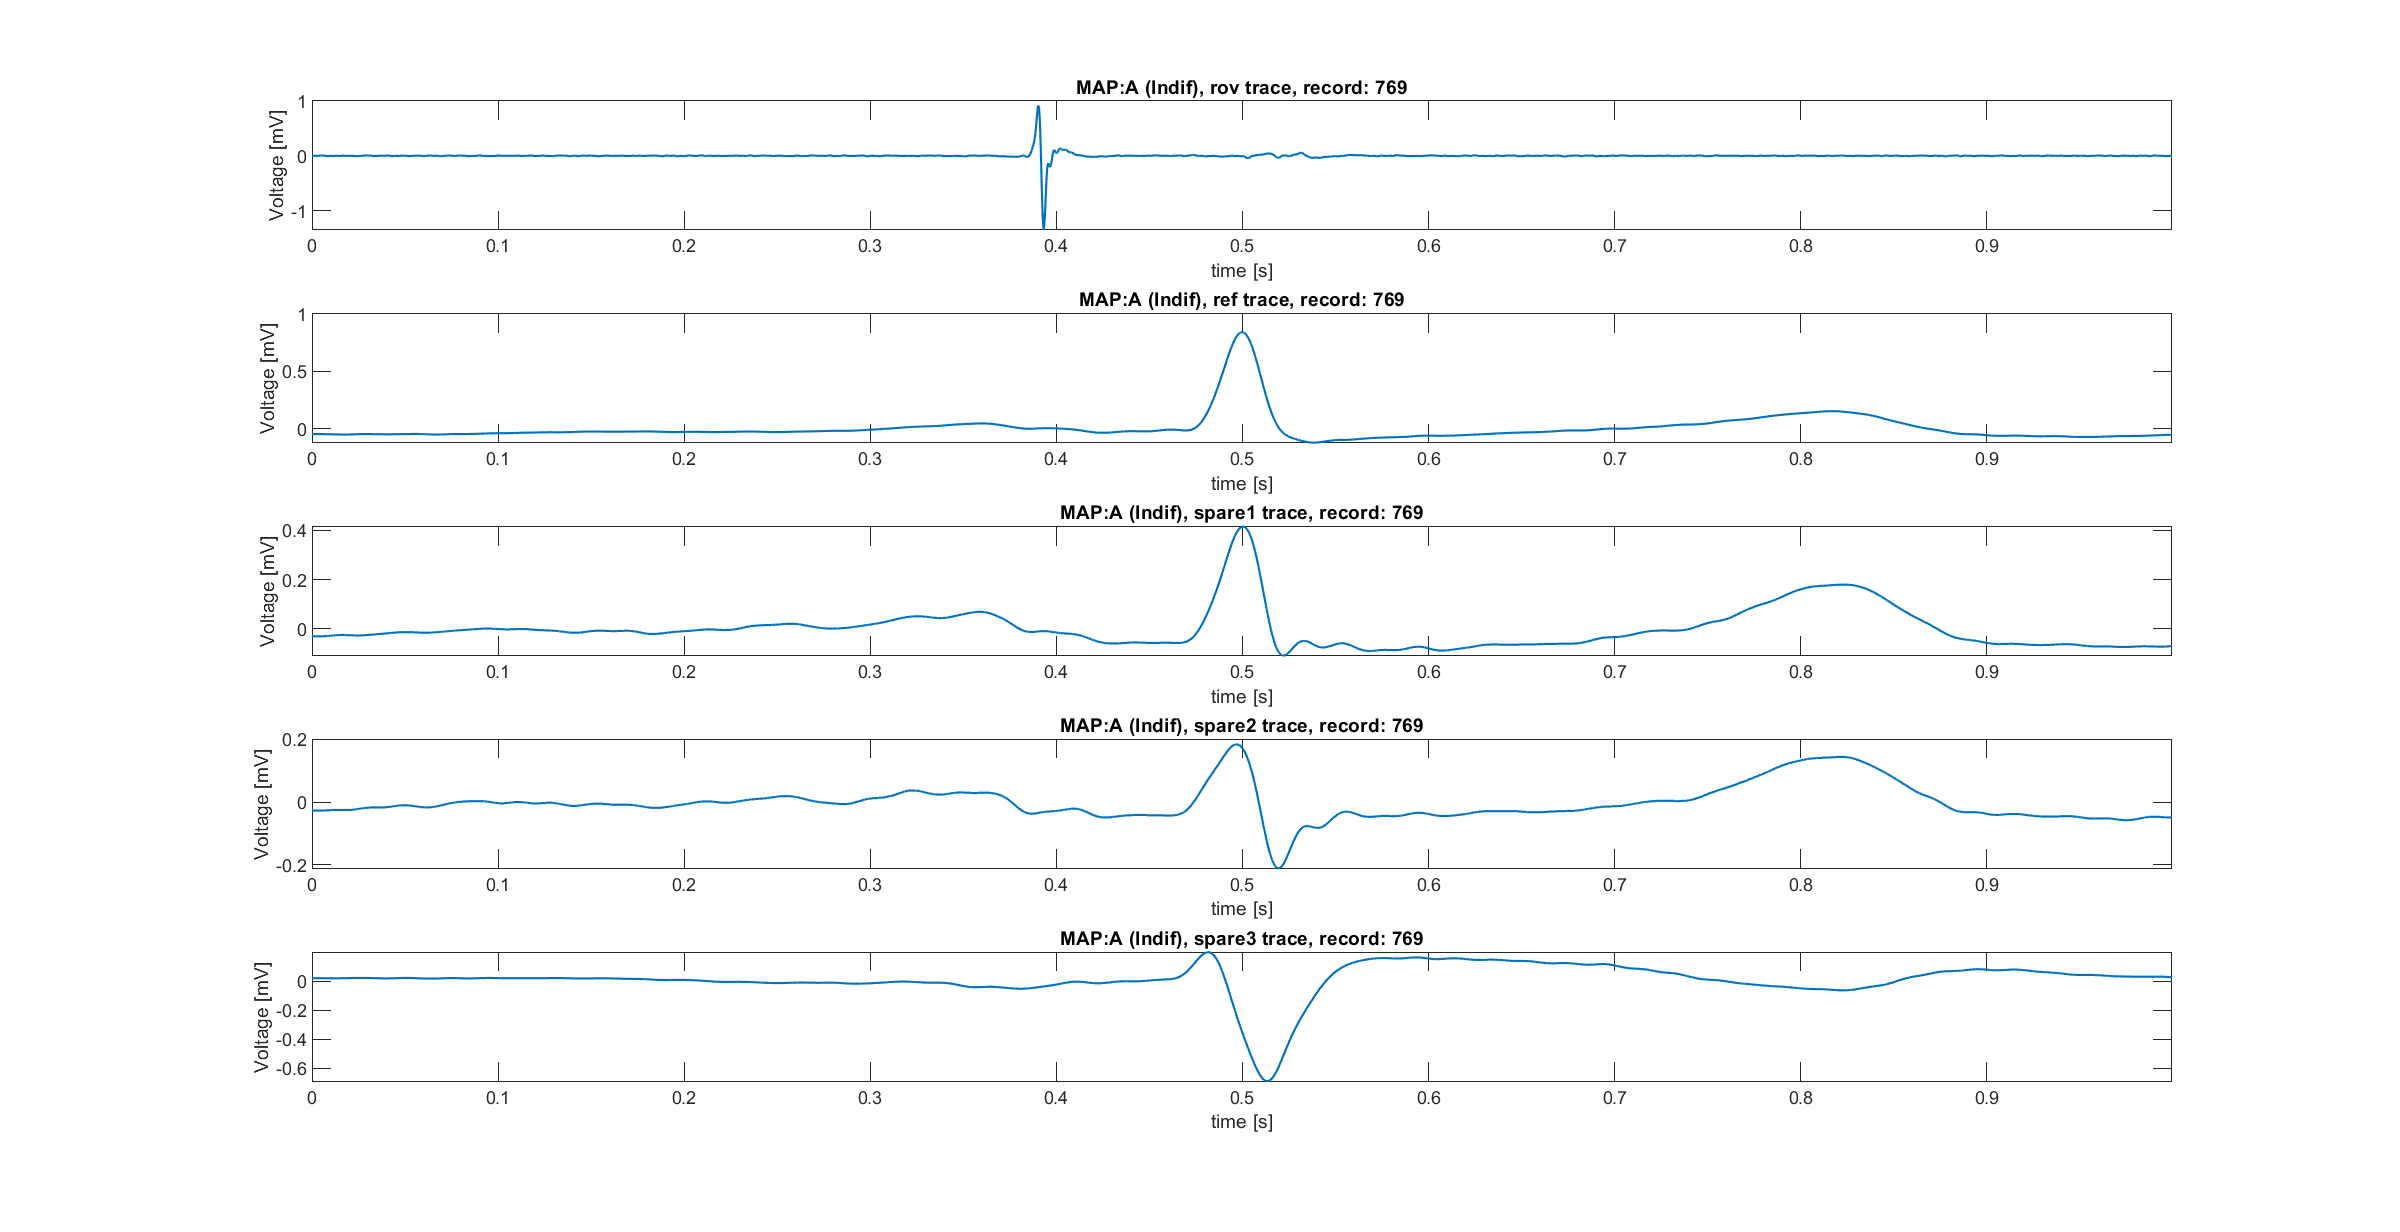 MAP:A (Indif), rov trace, record: 769
Voltage [mV]
1
0
-1
0 0.1 0.2 0.3 0.4 0.5 0.6 0.7 0.8 0.9
time [s]
MAP:A (Indif), ref trace, record: 769
Voltage [mV]
1
0.5
0
0 0.1 0.2 0.3 0.4 0.5 0.6 0.7 0.8 0.9
time [s]
MAP:A (Indif), spare1 trace, record: 769
Voltage [mV]
0.4
0.2
0
0 0.1 0.2 0.3 0.4 0.5 0.6 0.7 0.8 0.9
time [s]
MAP:A (Indif), spare2 trace, record: 769
Voltage [mV]
0.2
0
-0.2
0 0.1 0.2 0.3 0.4 0.5 0.6 0.7 0.8 0.9
time [s]
MAP:A (Indif), spare3 trace, record: 769
Voltage [mV]
0
-0.2
-0.4
-0.6
0 0.1 0.2 0.3 0.4 0.5 0.6 0.7 0.8 0.9
time [s]